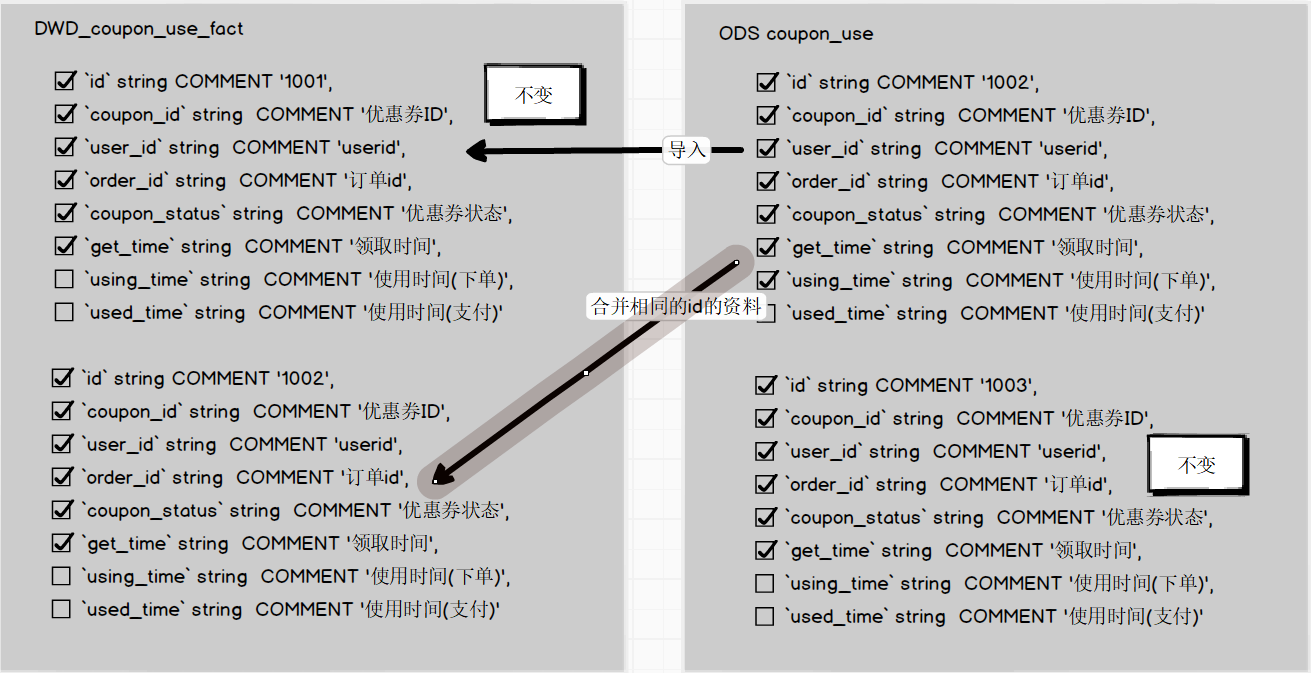 DWD_coupon_use_fact
`id` string COMMENT '1001',
`coupon_id` string COMMENT '优惠券ID',
`user_id` string COMMENT 'userid',
`order_id` string COMMENT '订单id',
`coupon_status` string COMMENT '优惠券状态',
`get_time` string COMMENT '领取时间',
`using_time` string COMMENT '使用时间(下单)',
`used_time` string COMMENT '使用时间(支付)'
不变
`id` string COMMENT '1002',
`coupon_id` string COMMENT '优惠券ID',
`user_id` string COMMENT 'userid',
`order_id` string COMMENT '订单id',
`coupon_status` string COMMENT '优惠券状态',
`get_time` string COMMENT '领取时间',
`using_time` string COMMENT '使用时间(下单)',
`used_time` string COMMENT '使用时间(支付)'
导入
合并相同的id的资料
ODS coupon_use
`id` string COMMENT '1002',
`coupon_id` string COMMENT '优惠券ID',
`user_id` string COMMENT 'userid',
`order_id` string COMMENT '订单id',
`coupon_status` string COMMENT '优惠券状态',
`get_time` string COMMENT '领取时间',
`using_time` string COMMENT '使用时间(下单)',
`used_time` string COMMENT '使用时间(支付)'
`id` string COMMENT '1003',
`coupon_id` string COMMENT '优惠券ID',
`user_id` string COMMENT 'userid',
`order_id` string COMMENT '订单id',
`coupon_status` string COMMENT '优惠券状态',
`get_time` string COMMENT '领取时间',
`using_time` string COMMENT '使用时间(下单)',
`used_time` string COMMENT '使用时间(支付)'
不变